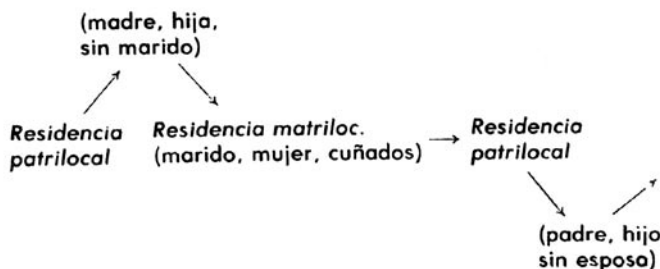 (madre, hija,
sin marido)
Residencia
patrilocal
Residencia matriloc.
(marido, mujer, cuñados)
Residencia
patrilocal
(padre, hijo
sin esposa)